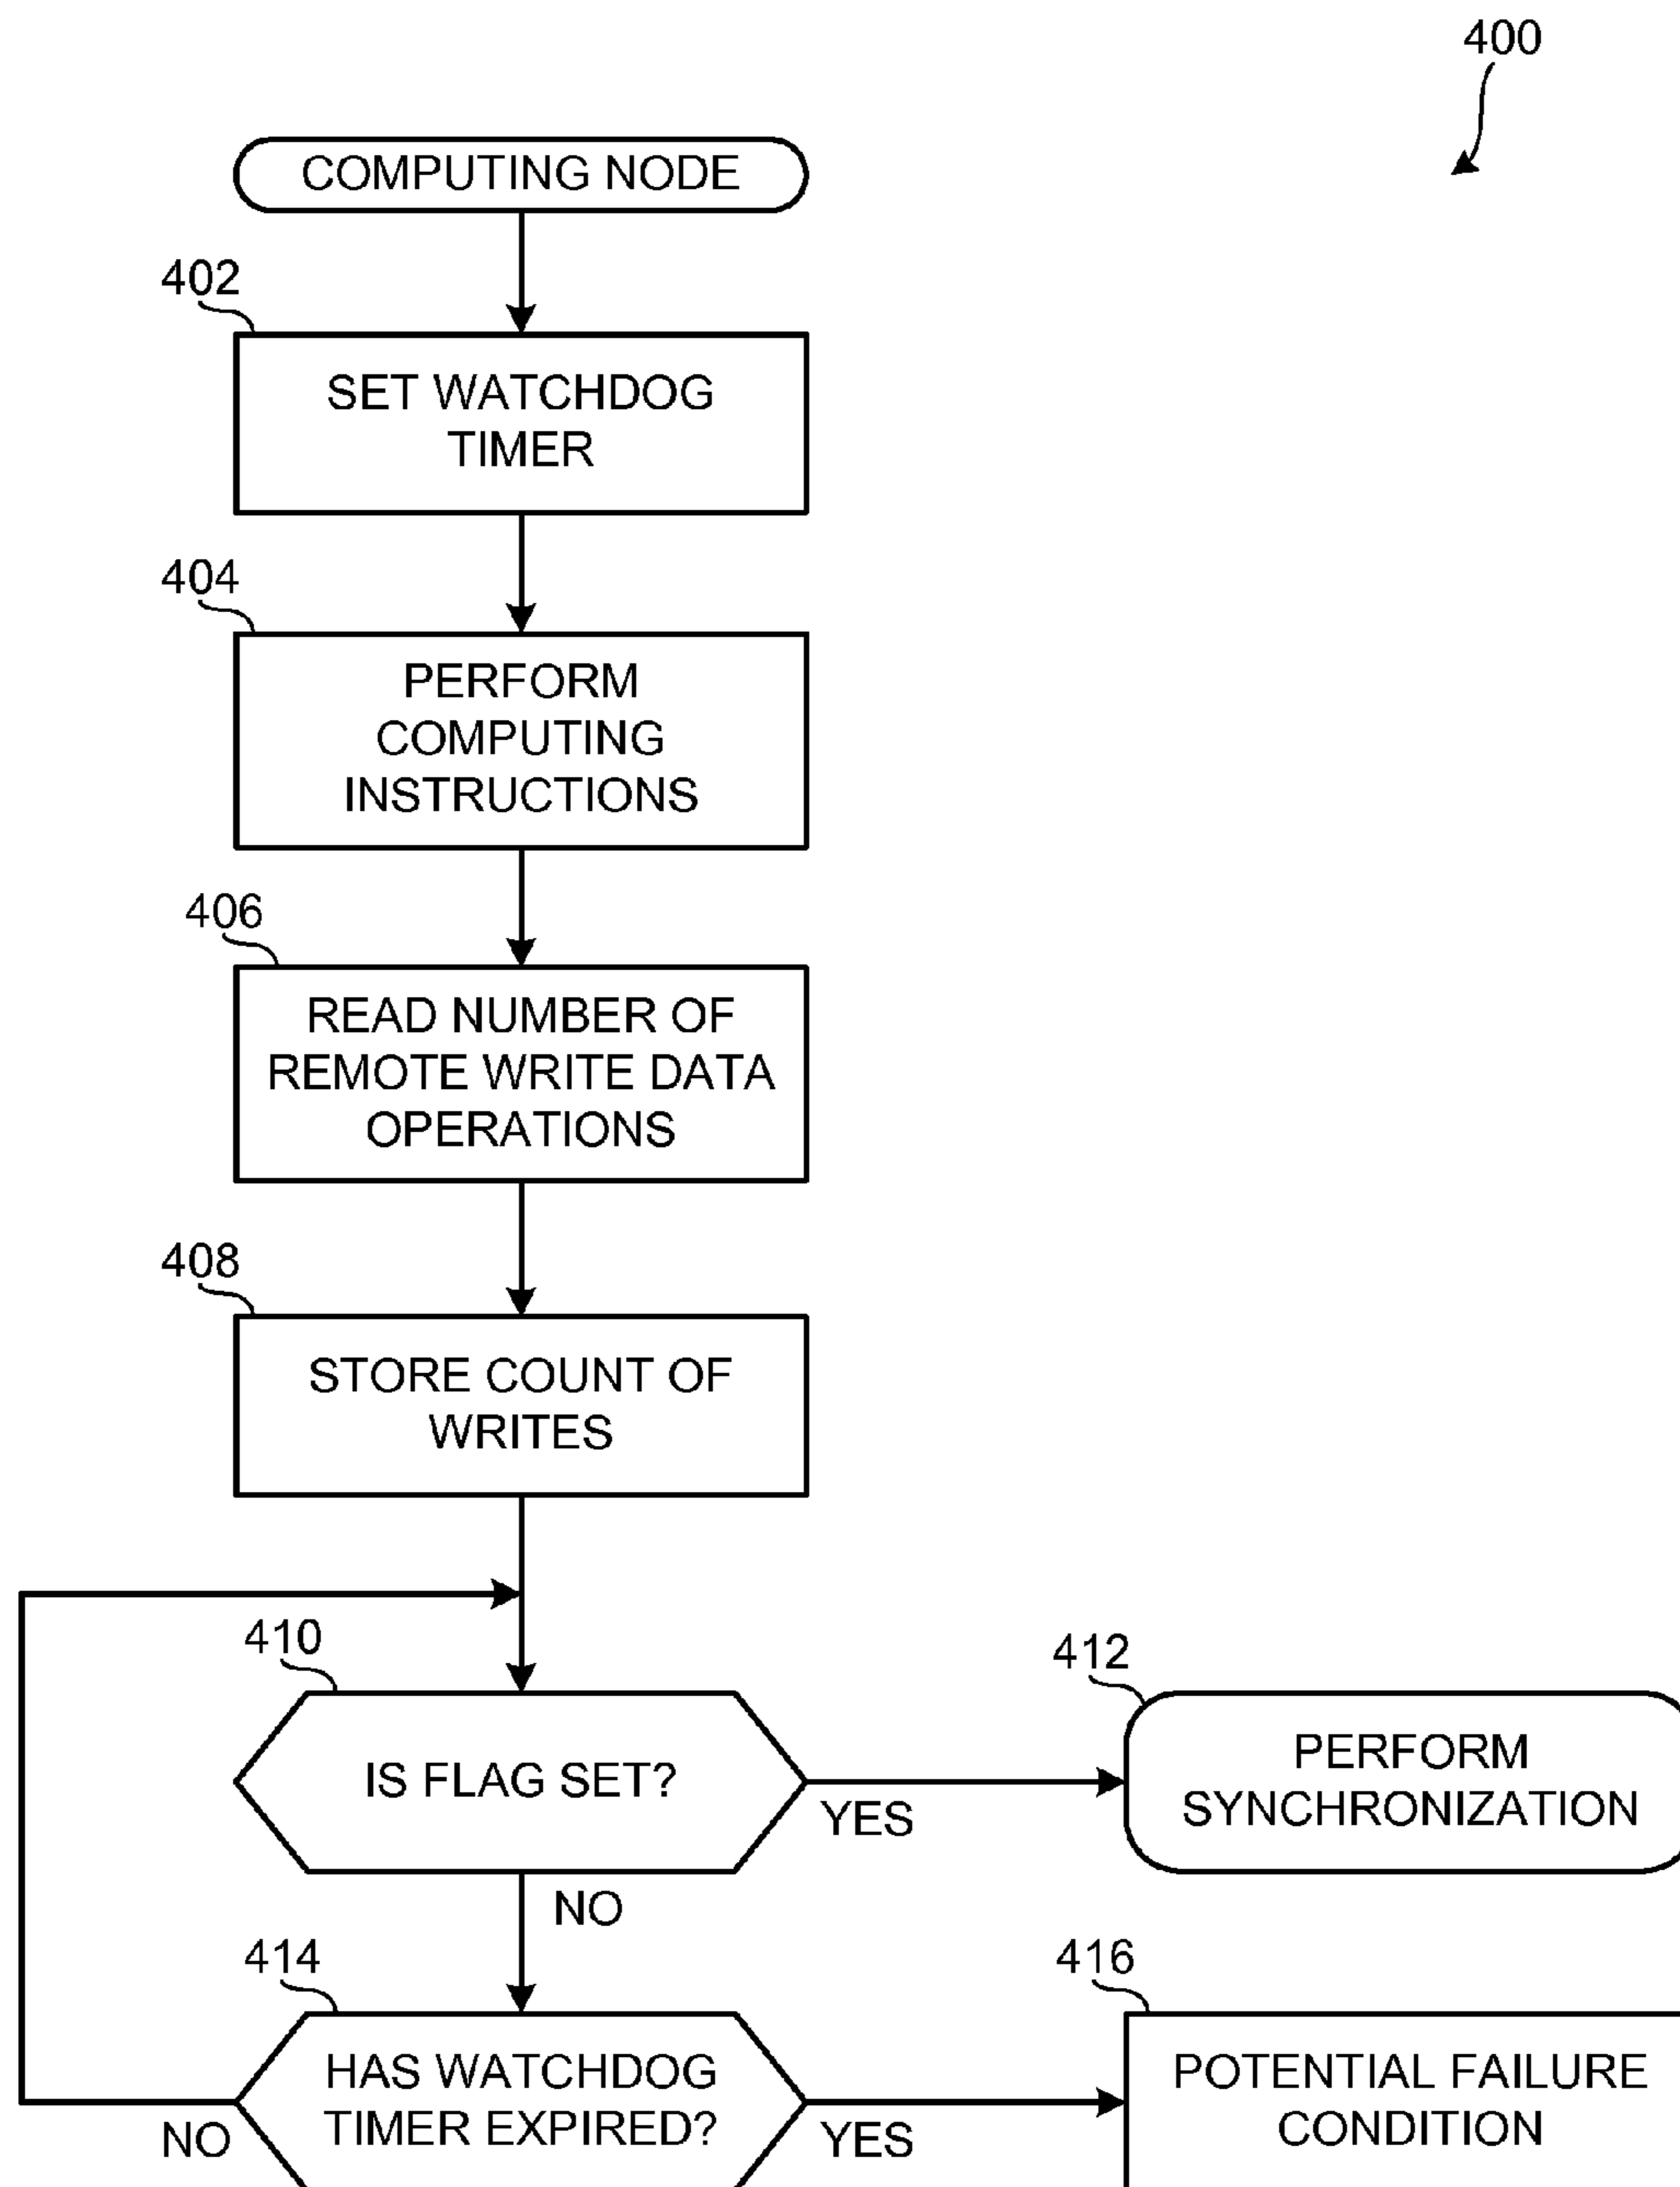 400
COMPUTING NODE
402
SET WATCHDOG
TIMER
404
PERFORM
COMPUTING
INSTRUCTIONS
406
READ NUMBER OF
REMOTE WRITE DATA
OPERATIONS
408
STORE COUNT OF
WRITES
410
IS FLAG SET?
YES
412
PERFORM
SYNCHRONIZATION
NO
414
HAS WATCHDOG
TIMER EXPIRED?
NO
YES
416
POTENTIAL FAILURE
CONDITION